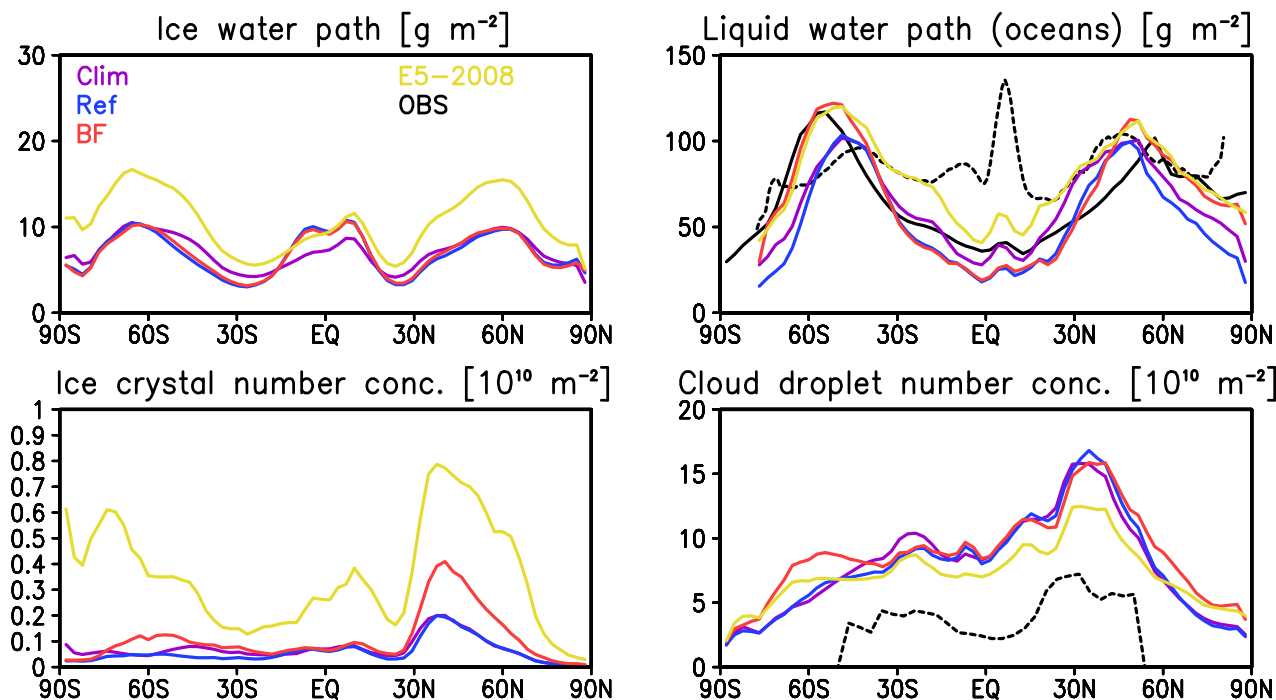 Ice water path [g m⁻²]
30
20
10
0
90S 60S 30S EQ 30N 60N 90N
Clim
Ref
BF
E5−2008
OBS
Liquid water path (oceans) [g m⁻²]
150
100
50
0
90S 60S 30S EQ 30N 60N 90N
Ice crystal number conc. [10¹⁰ m⁻²]
1
0.9
0.8
0.7
0.6
0.5
0.4
0.3
0.2
0.1
0
90S 60S 30S EQ 30N 60N 90N
Cloud droplet number conc. [10¹⁰ m⁻²]
20
15
10
5
0
90S 60S 30S EQ 30N 60N 90N